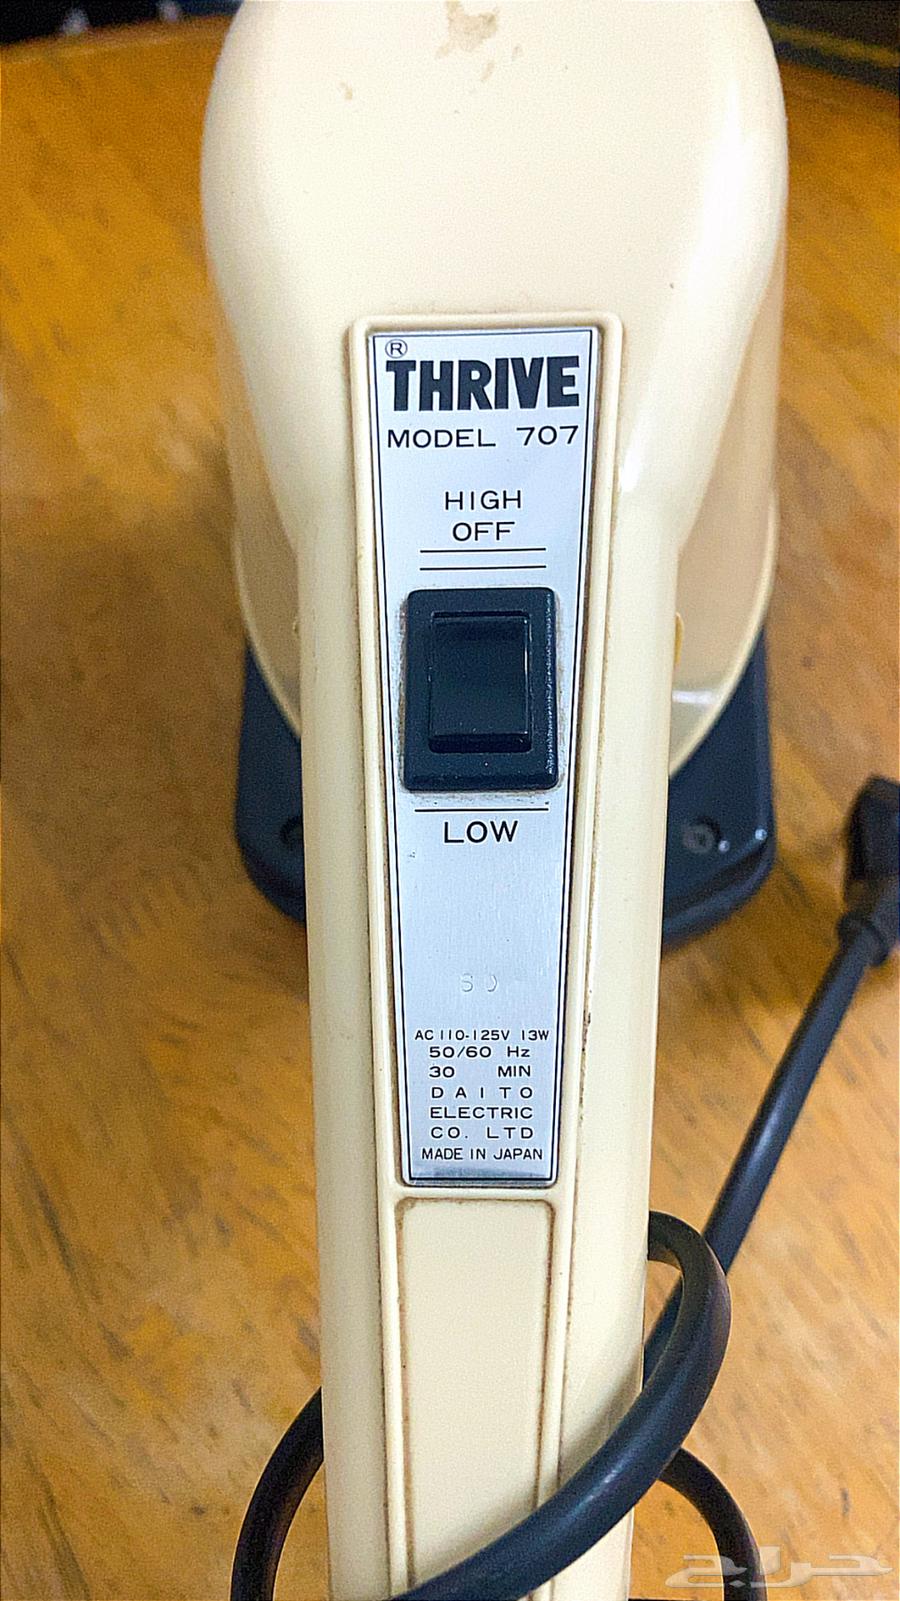 ®
THRIVE
MODEL 707
HIGH
OFF
LOW
AC 110-125V 13W
50/60 Hz
30 MIN
DAITO
ELECTRIC
CO. LTD
MADE IN JAPAN
حراج